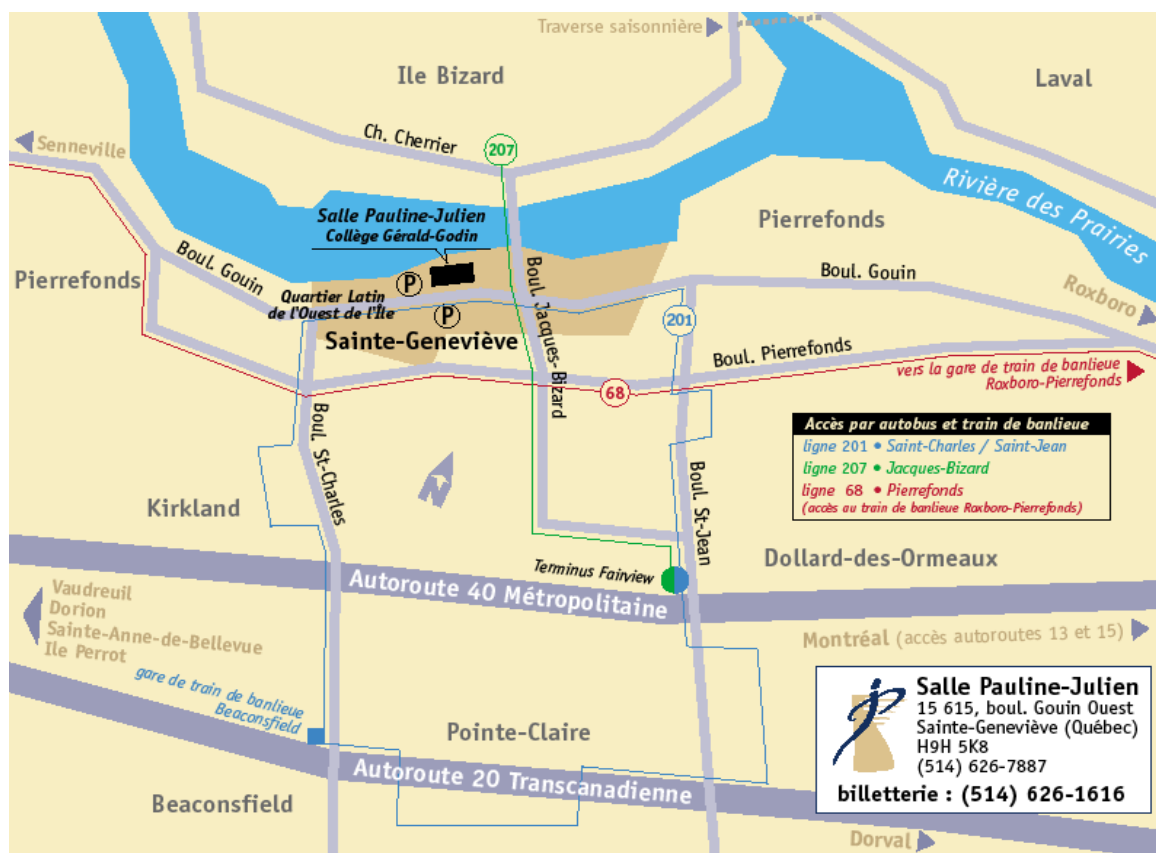 Traverse saisonnière
Ile Bizard
Laval
Ch. Cherrier
207
Senneville
Rivière des Prairies
Salle Pauline-Julien
Collège Gérald-Godin
Pierrefonds
Boul. Gouin
Boul. Jacques-Bizard
Boul. Gouin
Pierrefonds
P
Roxboro
Quartier Latin
de l'Ouest de l'Île
P
201
Sainte-Geneviève
Boul. Pierrefonds
vers la gare de train de banlieue
Roxboro-Pierrefonds
68
Accès par autobus et train de banlieue
ligne 201 • Saint-Charles / Saint-Jean
ligne 207 • Jacques-Bizard
ligne 68 • Pierrefonds
(accès au train de banlieue Roxboro-Pierrefonds)
Boul. St-Charles
N
Boul. St-Jean
Kirkland
Dollard-des-Ormeaux
Terminus Fairview
Autoroute 40 Métropolitaine
Vaudreuil
Dorion
Sainte-Anne-de-Bellevue
Ile Perrot
Montréal (accès autoroutes 13 et 15)
gare de train de banlieue
Beaconsfield
Pointe-Claire
Autoroute 20 Transcanadienne
Beaconsfield
Salle Pauline-Julien
15 615, boul. Gouin Ouest
Sainte-Geneviève (Québec)
H9H 5K8
(514) 626-7887
billetterie : (514) 626-1616
Dorval